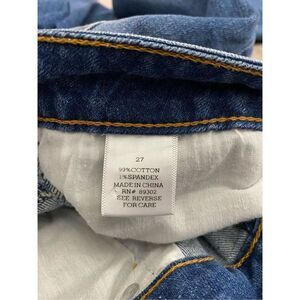 27
99% COTTON
1% SPANDEX
MADE IN CHINA
RN# 89302
SEE REVERSE
FOR CARE